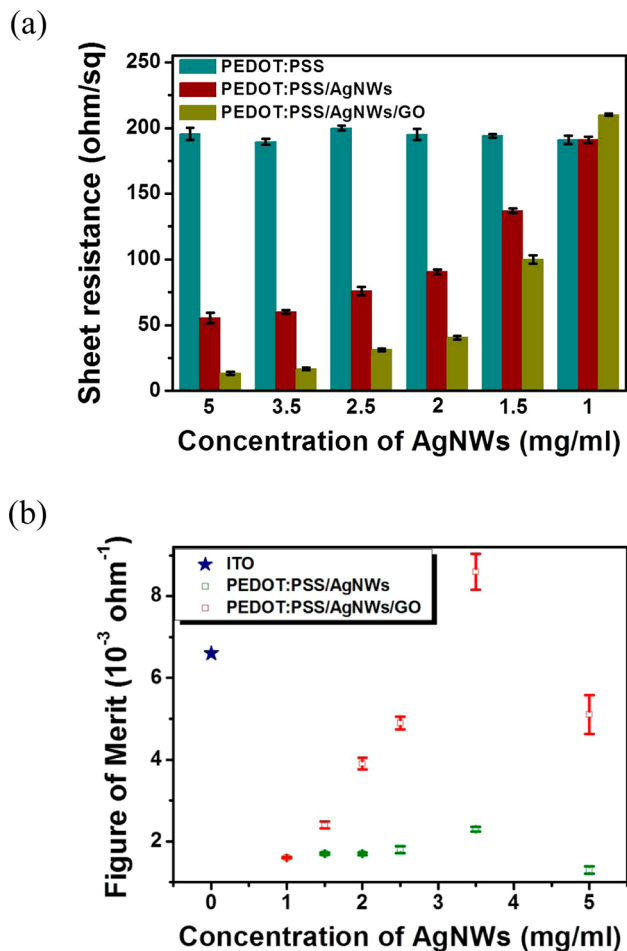 (a)
Sheet resistance (ohm/sq)
250
200
150
100
50
0
PEDOT:PSS
PEDOT:PSS/AgNWs
PEDOT:PSS/AgNWs/GO
5 3.5 2.5 2 1.5 1
Concentration of AgNWs (mg/ml)
(b)
Figure of Merit (10⁻³ ohm⁻¹)
8
6
4
2
ITO
PEDOT:PSS/AgNWs
PEDOT:PSS/AgNWs/GO
0 1 2 3 4 5
Concentration of AgNWs (mg/ml)